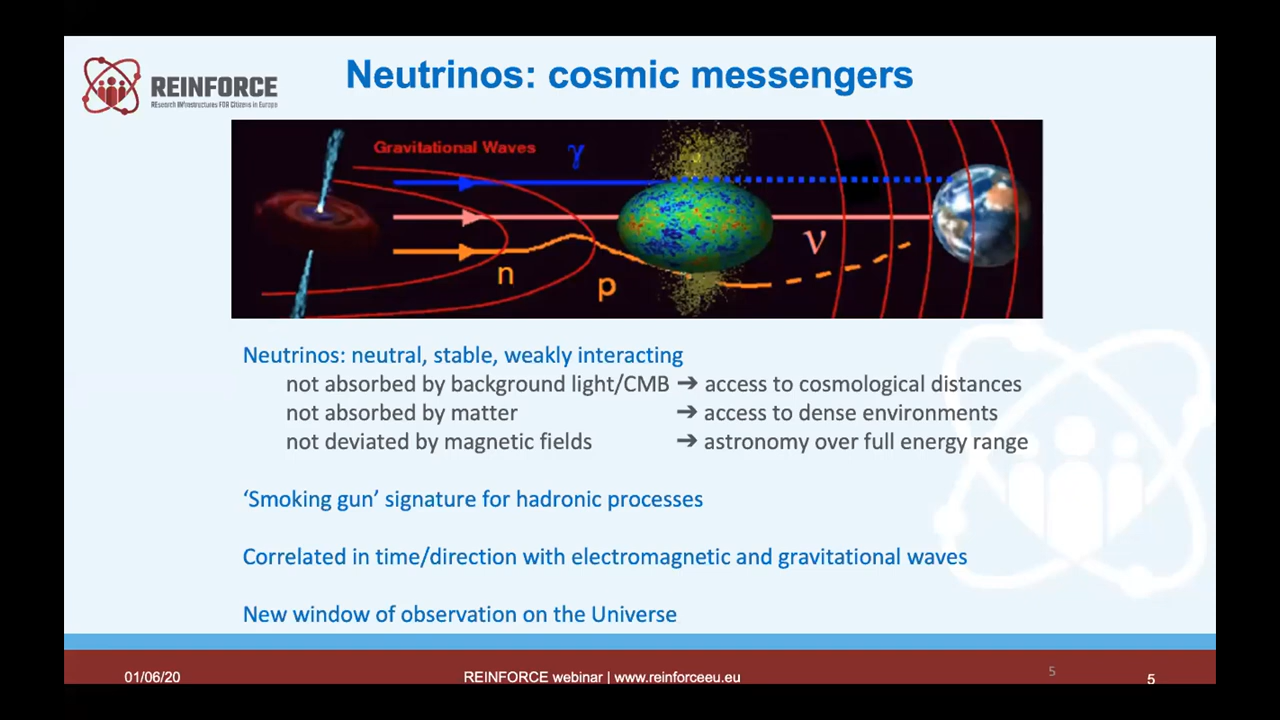 Neutrinos: cosmic messengers
REINFORCE
REsearch INfrastructures FOR Citizens in Europe
Gravitational Waves
γ
n
p
ν
Neutrinos: neutral, stable, weakly interacting
not absorbed by background light/CMB ➔ access to cosmological distances
not absorbed by matter ➔ access to dense environments
not deviated by magnetic fields ➔ astronomy over full energy range
‘Smoking gun’ signature for hadronic processes
Correlated in time/direction with electromagnetic and gravitational waves
New window of observation on the Universe
01/06/20
REINFORCE webinar | www.reinforceeu.eu
5
5